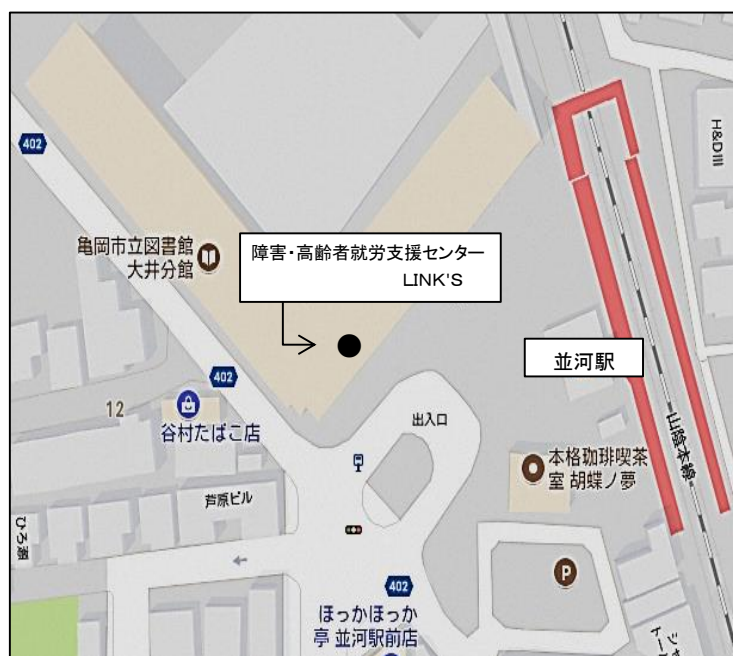 H&DIII
402
亀岡市立図書館
大井分館
障害・高齢者就労支援センター
LINK'S
並河駅
402
12
谷村たばこ店
出入口
山陰本線
本格珈琲喫茶
室 胡蝶ノ夢
芦原ビル
ひろ瀬
P
402
ほっかほっか
亭 並河駅前店